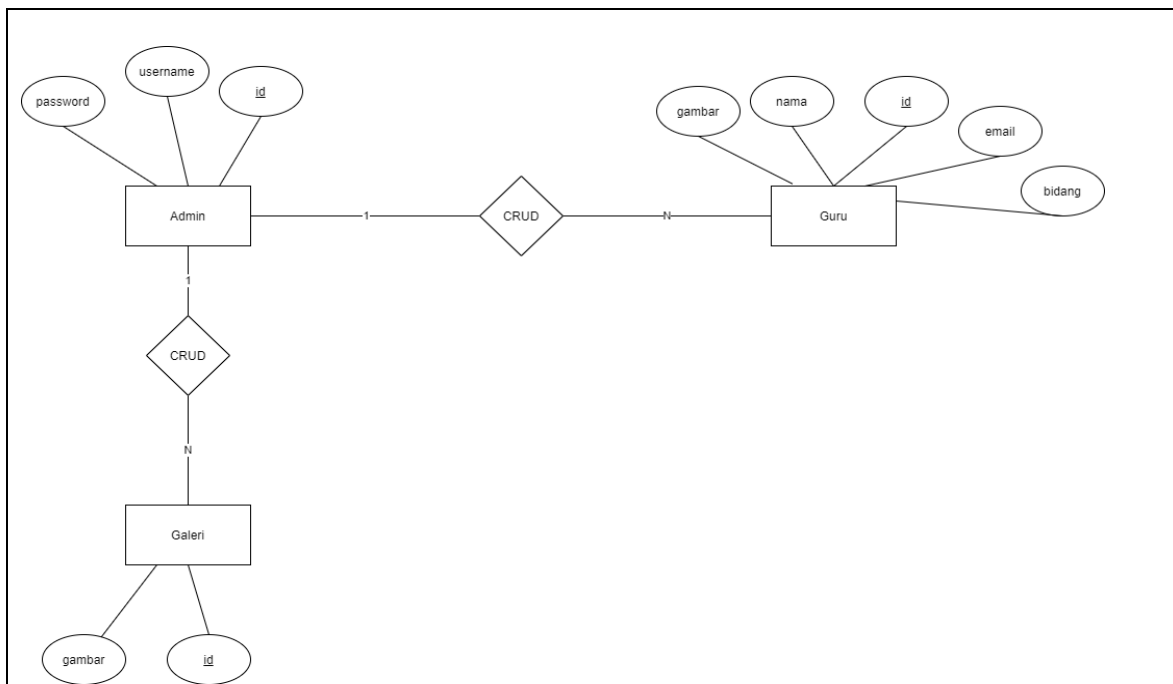 username
id
password
nama
id
gambar
email
bidang
Admin
1
CRUD
N
Guru
1
CRUD
N
Galeri
gambar
id